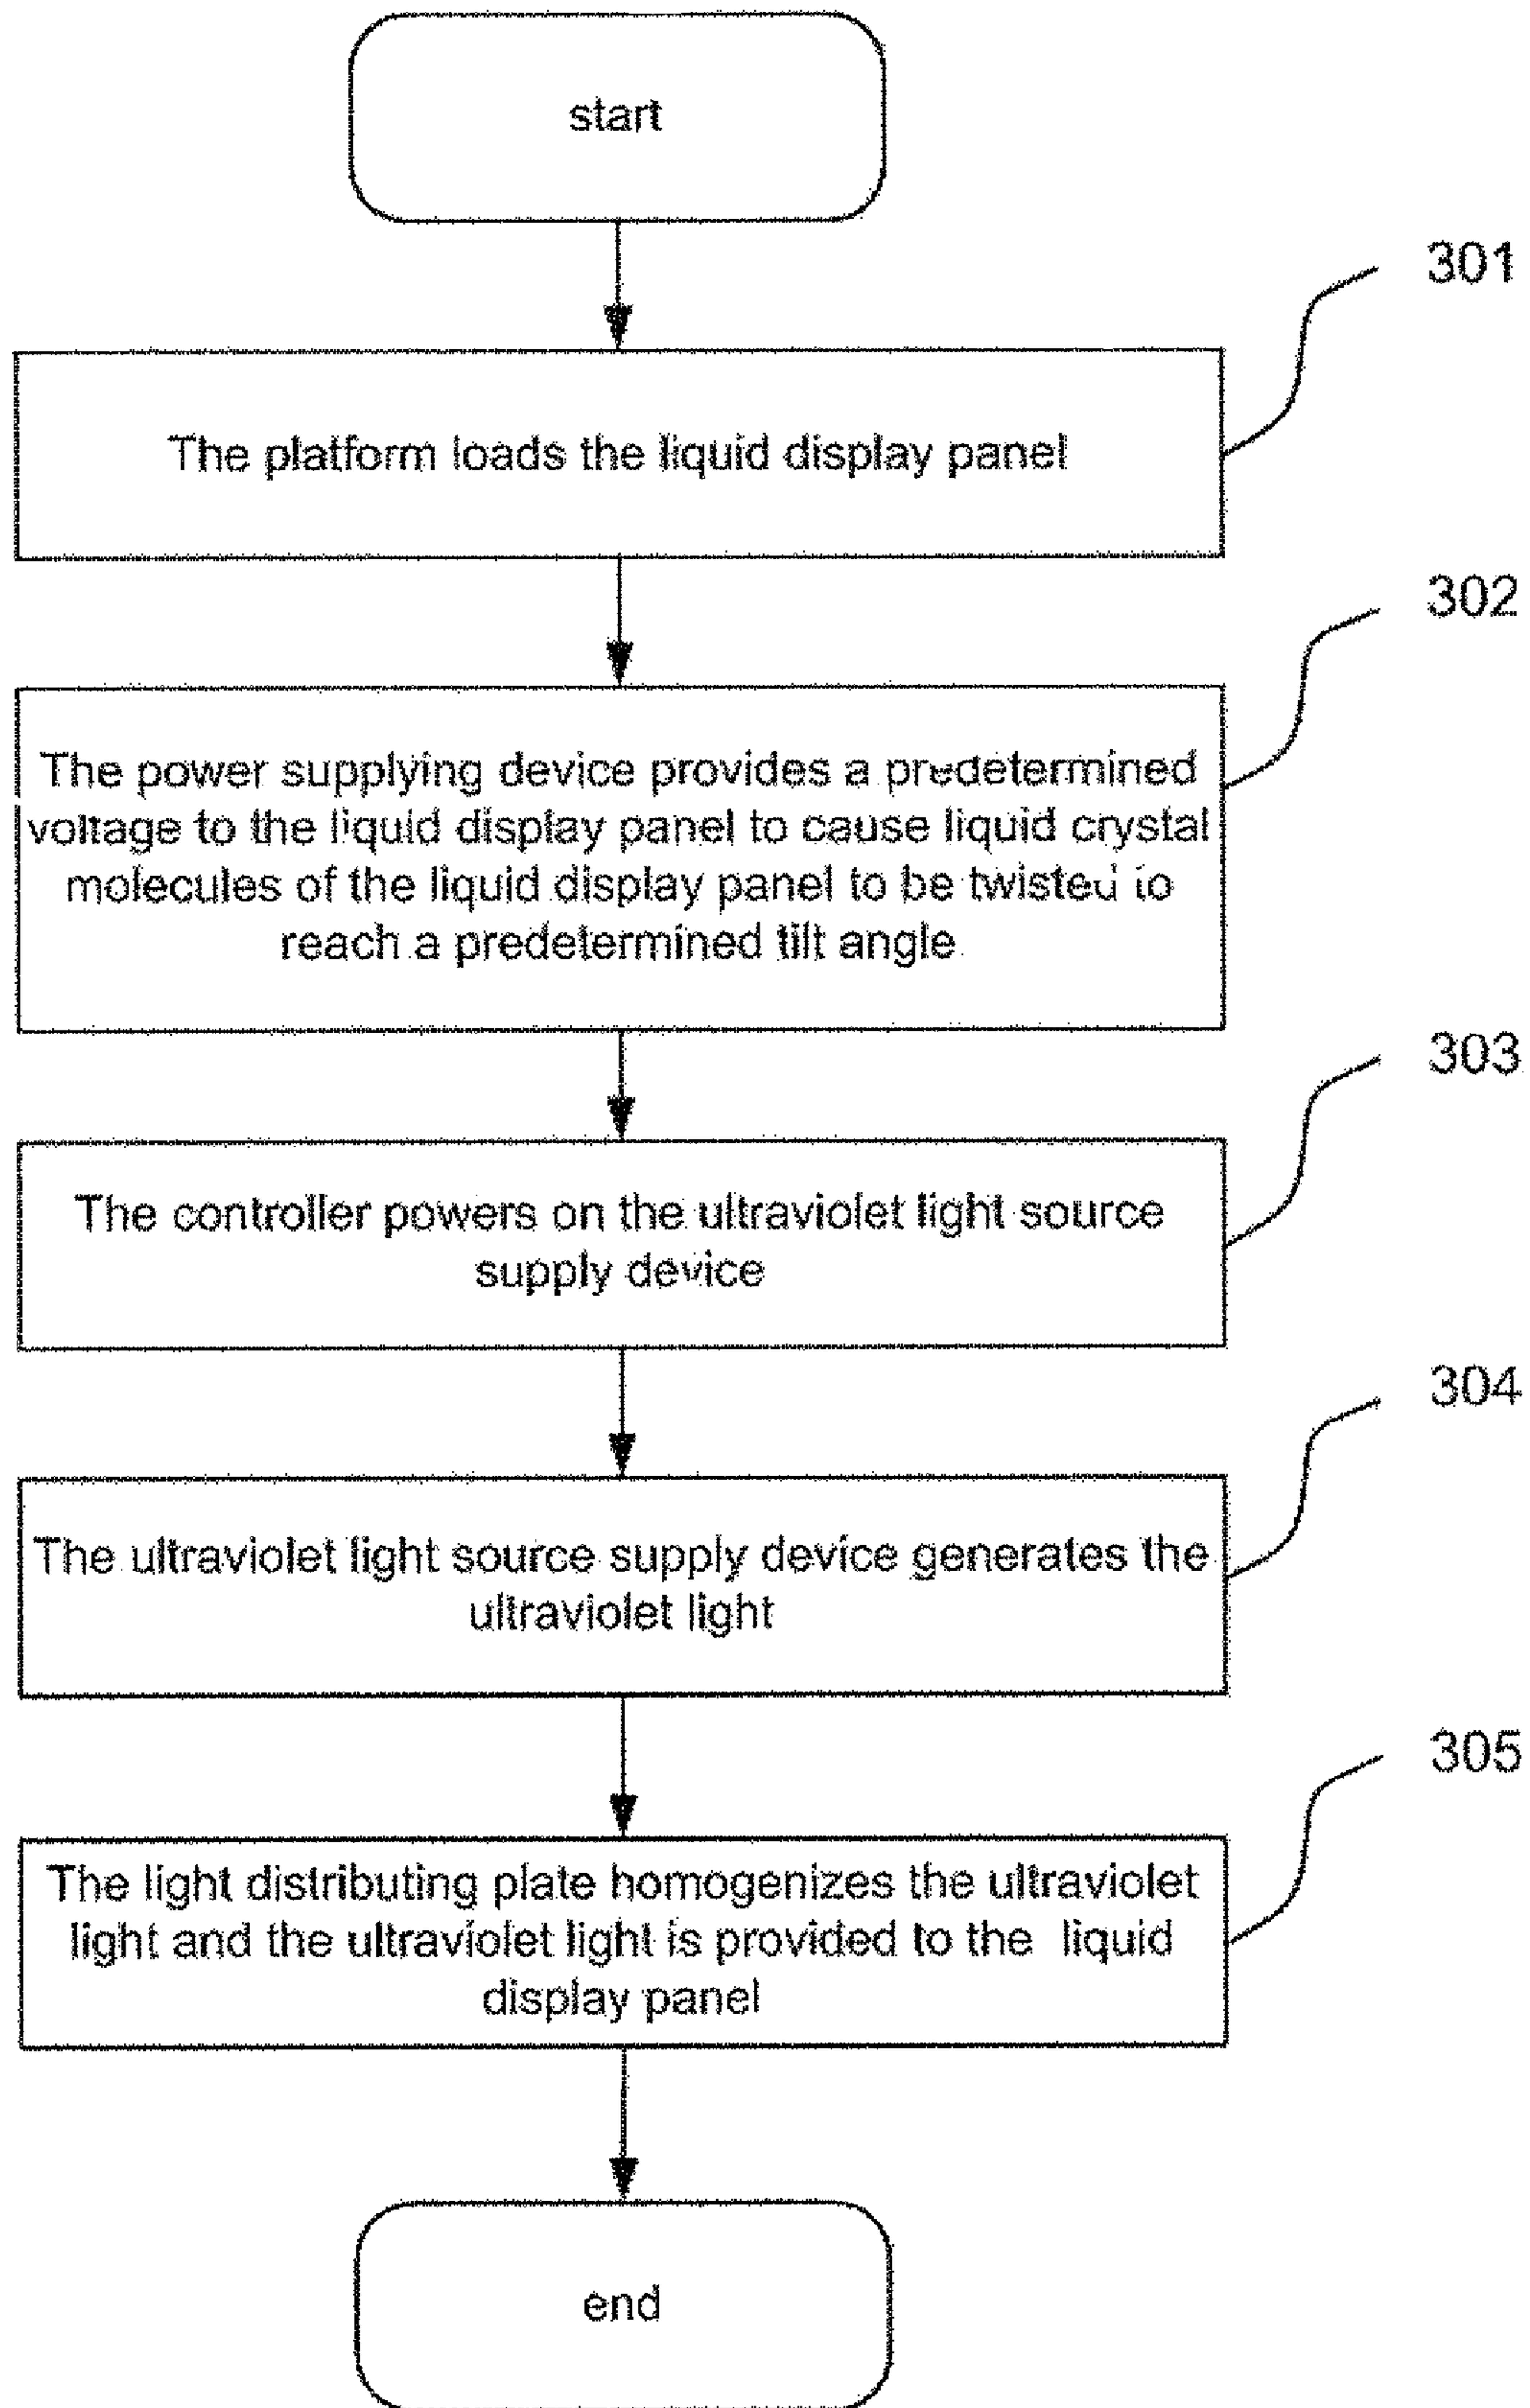 start
301
The platform loads the liquid display panel
302
The power supplying device provides a predetermined
voltage to the liquid display panel to cause liquid crystal
molecules of the liquid display panel to be twisted to
reach a predetermined tilt angle
303
The controller powers on the ultraviolet light source
supply device
304
The ultraviolet light source supply device generates the
ultraviolet light
305
The light distributing plate homogenizes the ultraviolet
light and the ultraviolet light is provided to the liquid
display panel
end